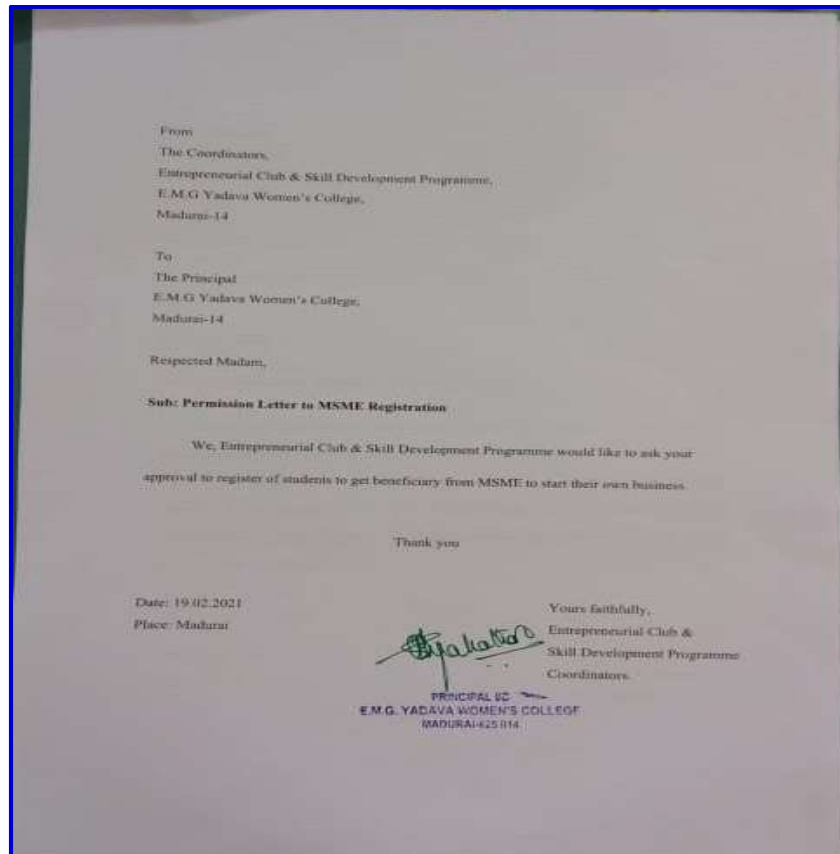 From
The Coordinators,
Entrepreneurial Club & Skill Development Programme,
E.M.G Yadava Women's College,
Madurai-14
To
The Principal
E.M.G Yadava Women's College,
Madurai-14
Respected Madam,
Sub: Permission Letter to MSME Registration
We, Entrepreneurial Club & Skill Development Programme would like to ask your
approval to register of students to get beneficiary from MSME to start their own business.
Thank you
Date: 19.02.2021
Place: Madurai
Yours faithfully,
Entrepreneurial Club &
Skill Development Programme
Coordinators.
PRINCIPAL I/C
E.M.G. YADAVA WOMEN'S COLLEGE
MADURAI-625 014.